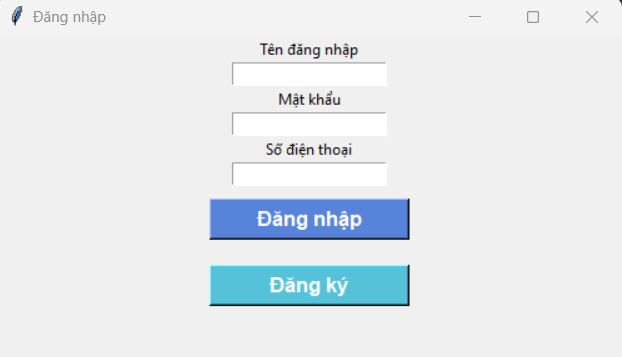 Đăng nhập
Tên đăng nhập
Mật khẩu
Số điện thoại
Đăng nhập
Đăng ký